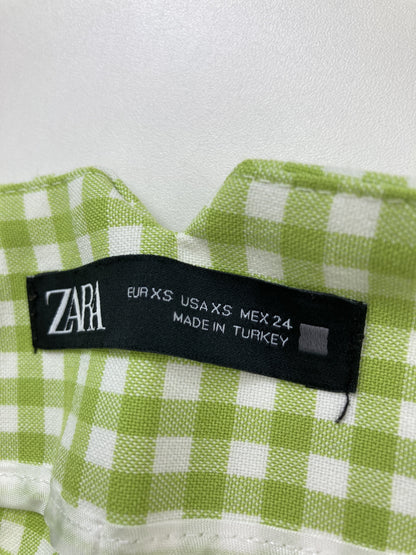 ZARA
EUR XS USA XS MEX 24
MADE IN TURKEY